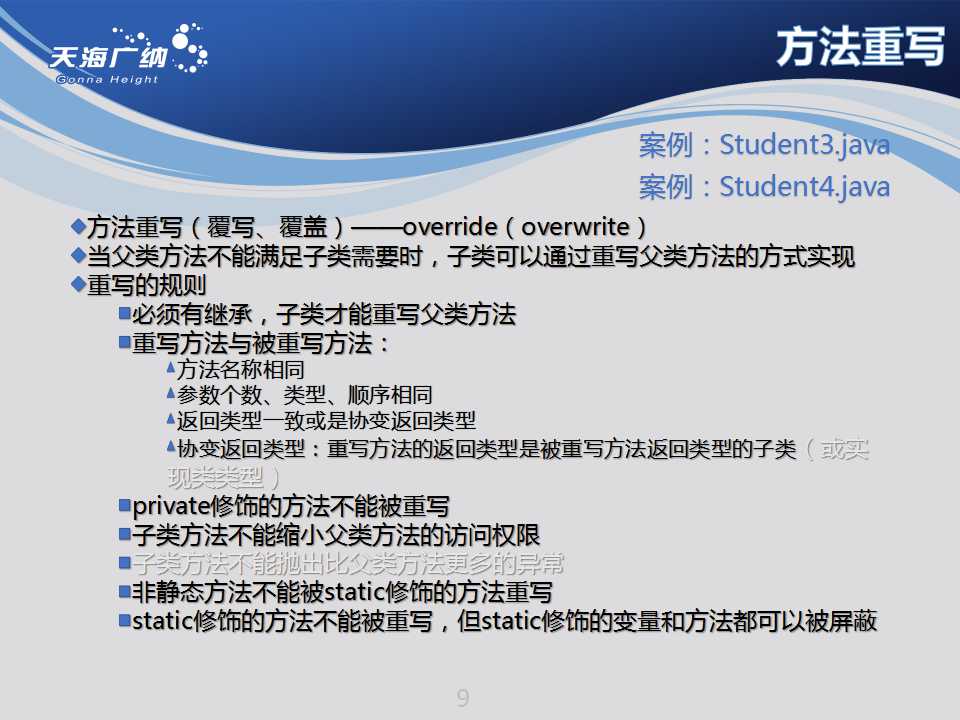 天海广纳
Gonna Height
方法重写
案例：Student3.java
案例：Student4.java
方法重写（覆写、覆盖）——override（overwrite）
当父类方法不能满足子类需要时，子类可以通过重写父类方法的方式实现
重写的规则
必须有继承，子类才能重写父类方法
重写方法与被重写方法：
方法名称相同
参数个数、类型、顺序相同
返回类型一致或是协变返回类型
协变返回类型：重写方法的返回类型是被重写方法返回类型的子类（或实
现类类型）
private修饰的方法不能被重写
子类方法不能缩小父类方法的访问权限
子类方法不能抛出比父类方法更多的异常
非静态方法不能被static修饰的方法重写
static修饰的方法不能被重写，但static修饰的变量和方法都可以被屏蔽
9